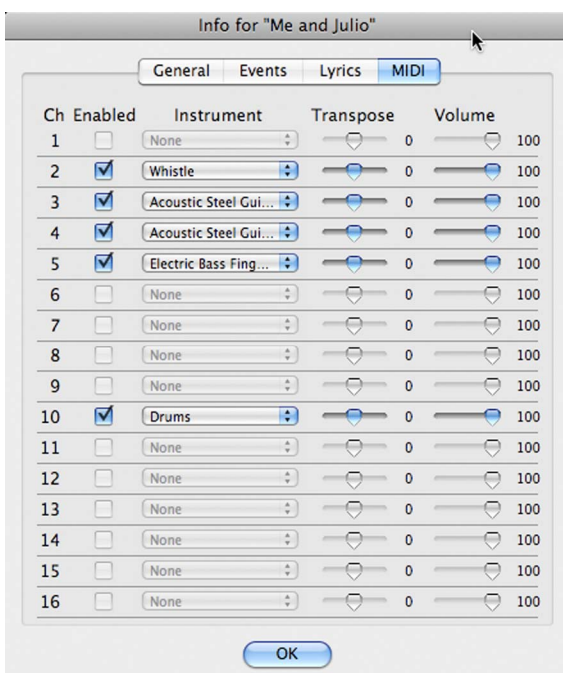 Info for "Me and Julio"
General Events Lyrics MIDI
Ch Enabled Instrument Transpose Volume
1 None 0 100
2 Whistle 0 100
3 Acoustic Steel Gui... 0 100
4 Acoustic Steel Gui... 0 100
5 Electric Bass Fing... 0 100
6 None 0 100
7 None 0 100
8 None 0 100
9 None 0 100
10 Drums 0 100
11 None 0 100
12 None 0 100
13 None 0 100
14 None 0 100
15 None 0 100
16 None 0 100
OK